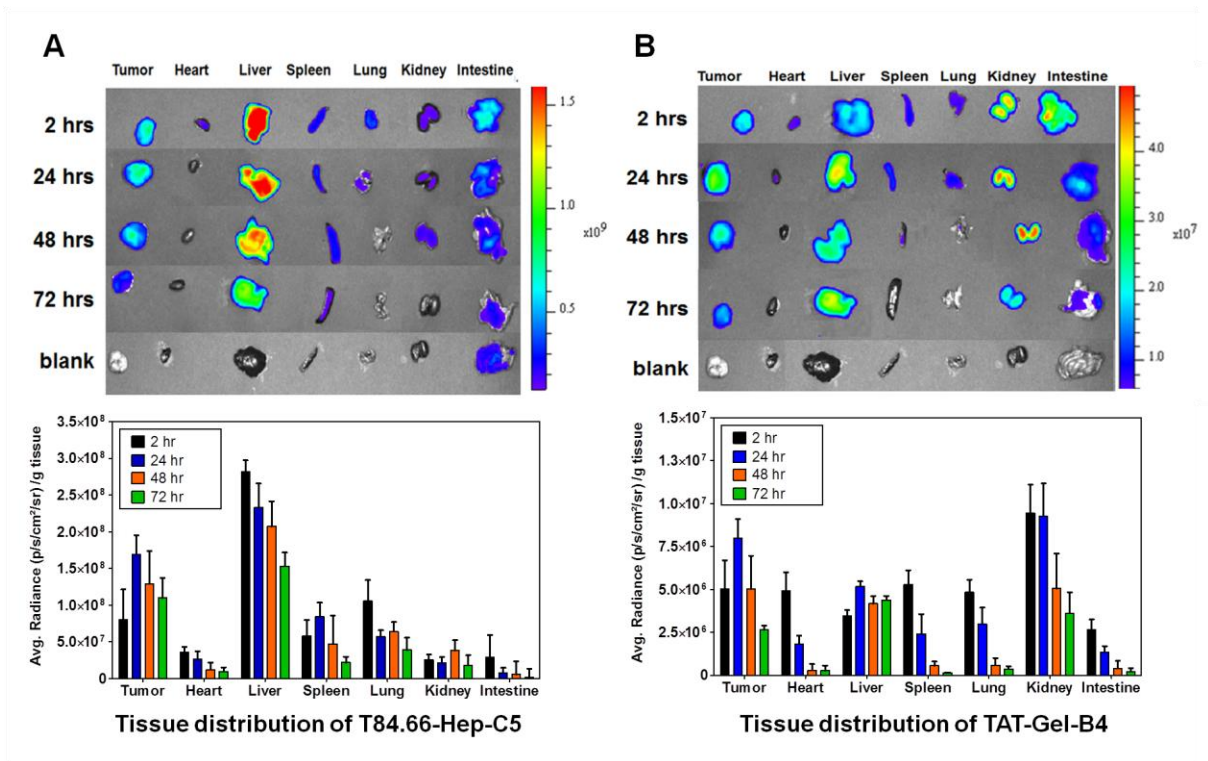 A
Tumor Heart Liver Spleen Lung Kidney Intestine
2 hrs
24 hrs
48 hrs
72 hrs
blank
1.5
1.0
x10⁹
0.5
3.5×10⁸
3.0×10⁸
2.5×10⁸
2.0×10⁸
1.5×10⁸
1.0×10⁸
5.0×10⁷
0
Avg. Radiance (p/s/cm²/sr) /g tissue
2 hr
24 hr
48 hr
72 hr
Tumor Heart Liver Spleen Lung Kidney Intestine
Tissue distribution of T84.66-Hep-C5
B
Tumor Heart Liver Spleen Lung Kidney Intestine
2 hrs
24 hrs
48 hrs
72 hrs
blank
4.0
3.0
x10⁷
2.0
1.0
1.5×10⁷
1.3×10⁷
1.0×10⁷
7.5×10⁶
5.0×10⁶
2.5×10⁶
0
Avg. Radiance (p/s/cm²/sr) /g tissue
2 hr
24 hr
48 hr
72 hr
Tumor Heart Liver Spleen Lung Kidney Intestine
Tissue distribution of TAT-Gel-B4